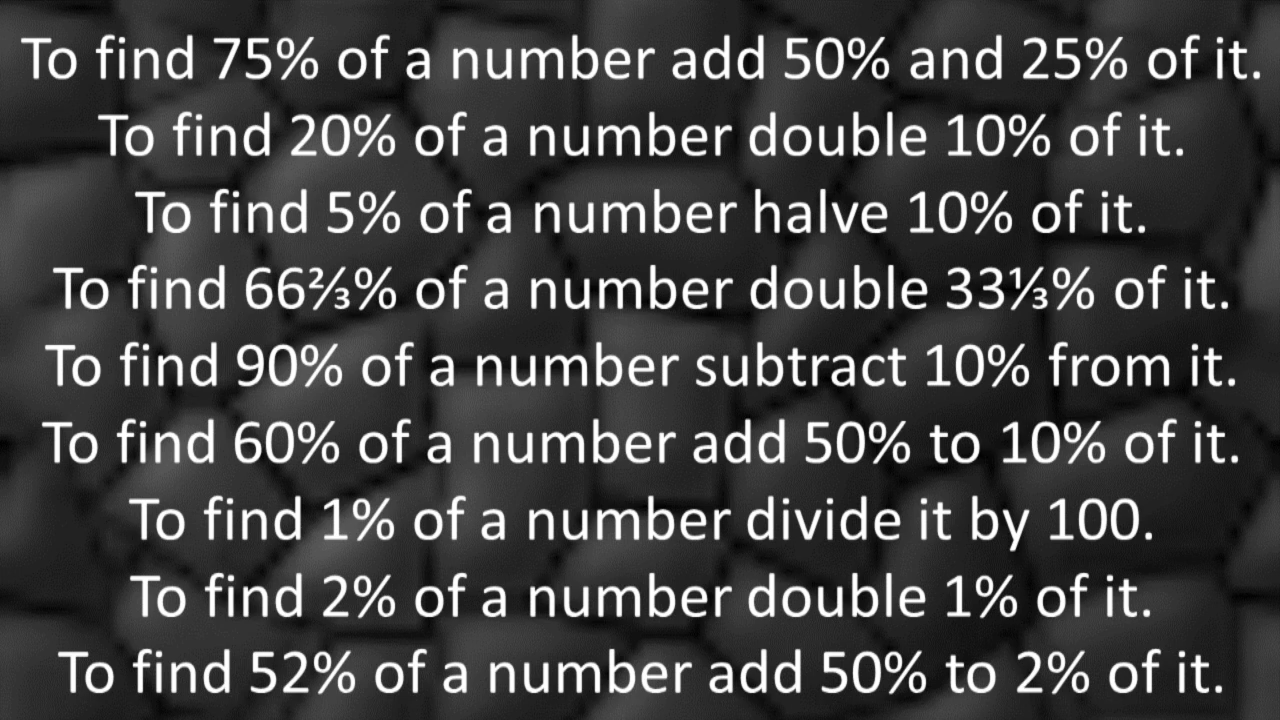 To find 75% of a number add 50% and 25% of it.
To find 20% of a number double 10% of it.
To find 5% of a number halve 10% of it.
To find 66⅔% of a number double 33⅓% of it.
To find 90% of a number subtract 10% from it.
To find 60% of a number add 50% to 10% of it.
To find 1% of a number divide it by 100.
To find 2% of a number double 1% of it.
To find 52% of a number add 50% to 2% of it.